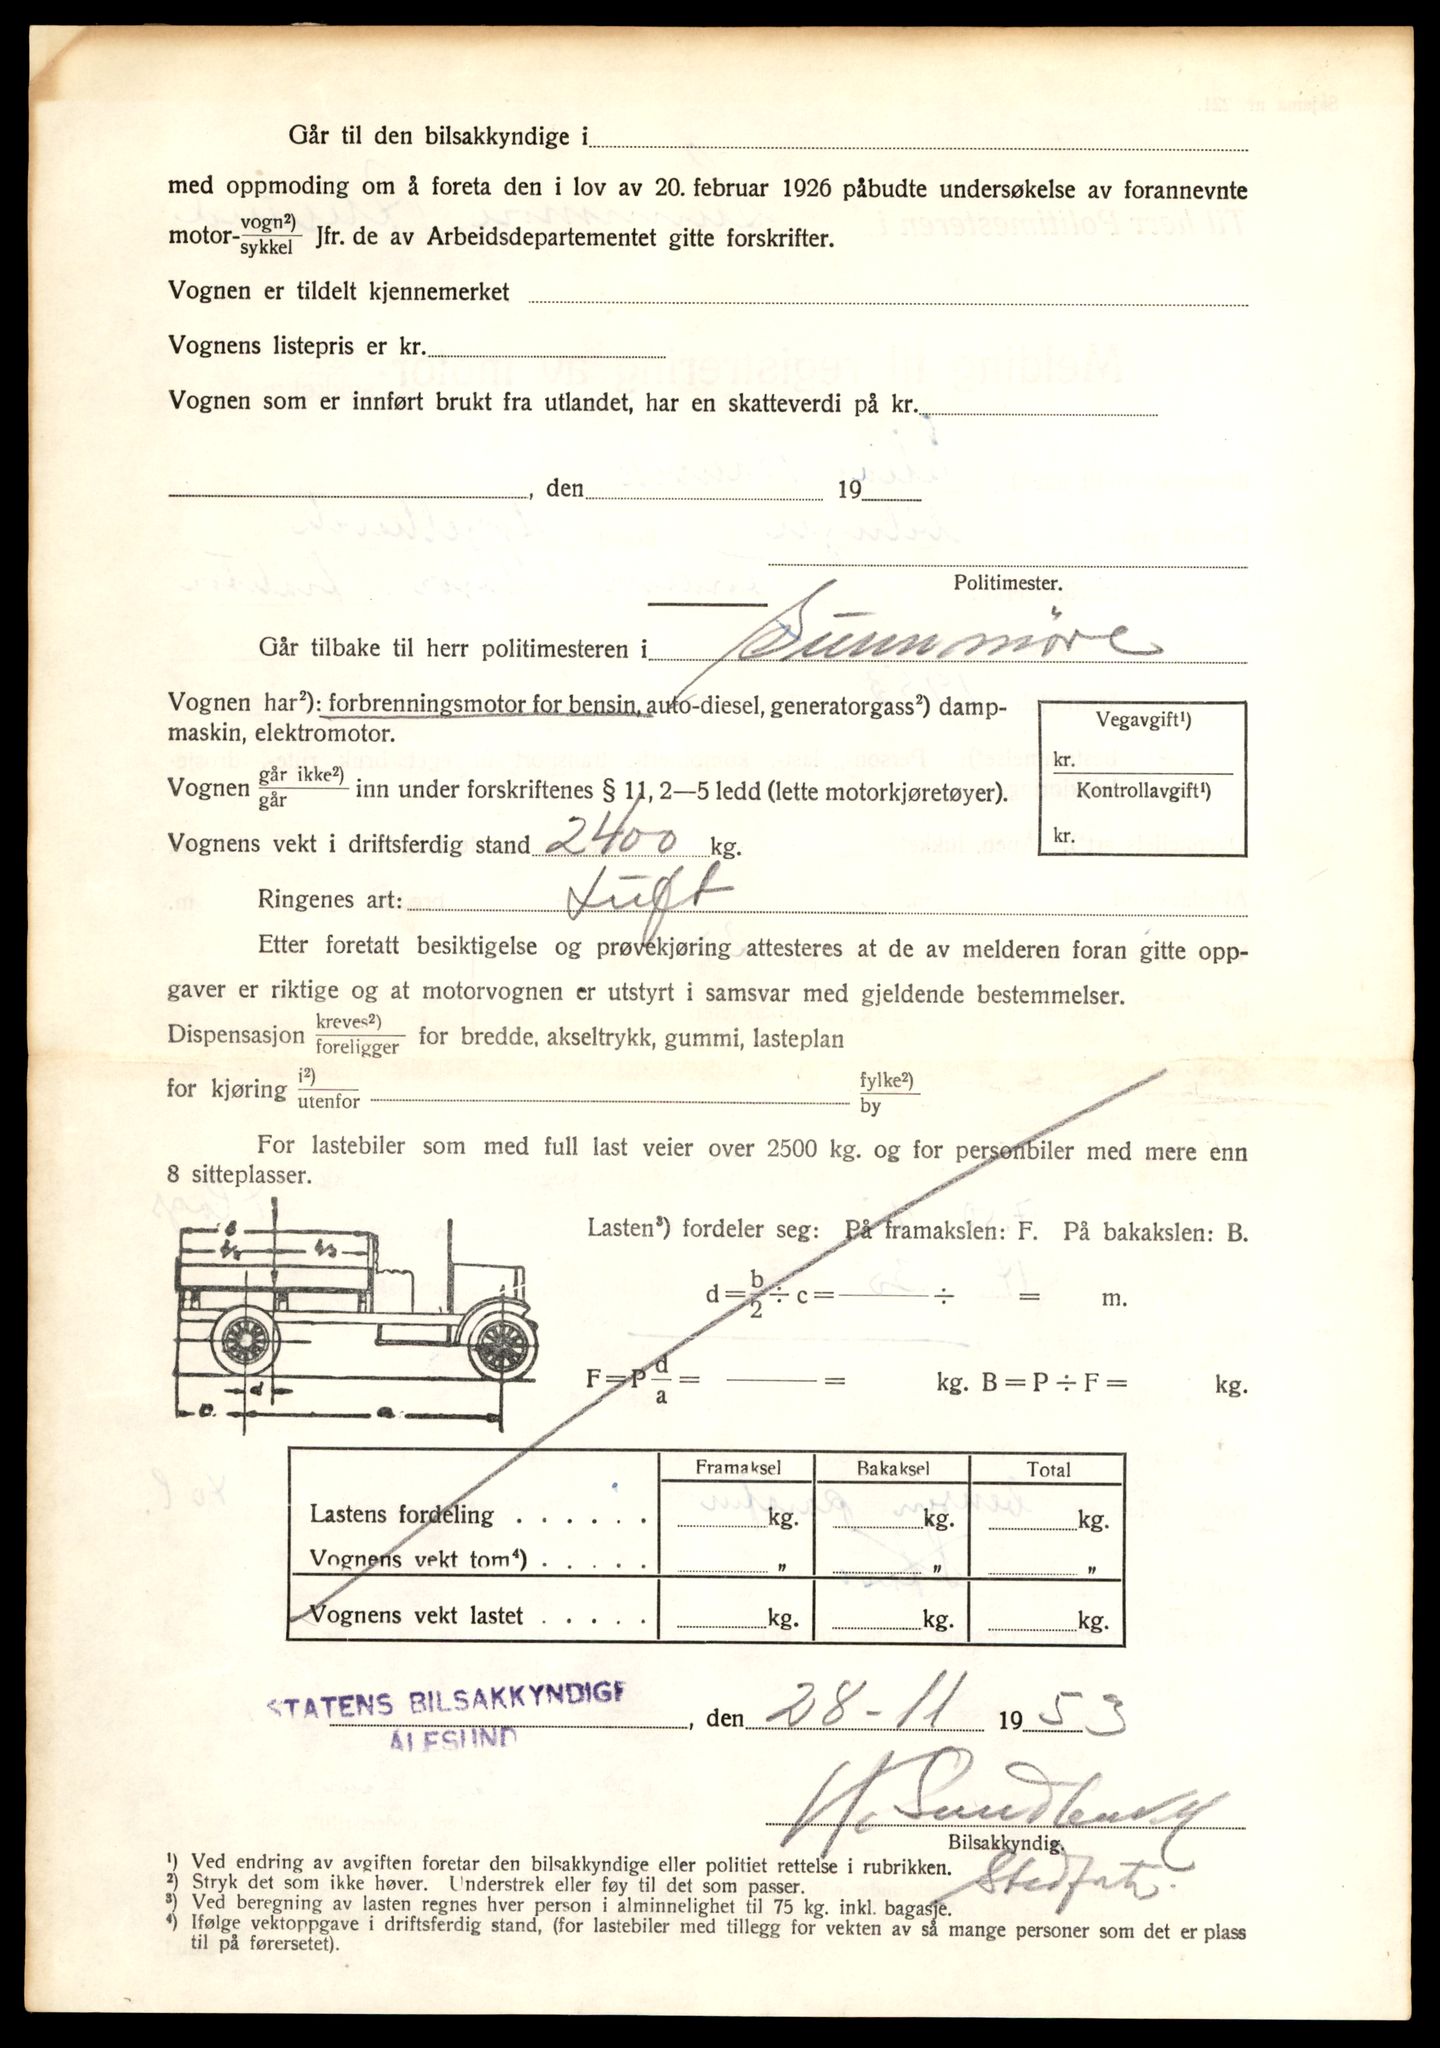 Går til den bilsakkyndige i
med oppmoding om å foreta den i lov av 20. februar 1926 påbudte undersøkelse av forannevnte
motor-vogn²)/sykkel Jfr. de av Arbeidsdepartementet gitte forskrifter.
Vognen er tildelt kjennemerket
Vognens listepris er kr.
Vognen som er innført brukt fra utlandet, har en skatteverdi på kr.
, den 19
Politimester.
Går tilbake til herr politimesteren i Sunnmöre
Vognen har²): forbrenningsmotor for bensin, auto-diesel, generatorgass²) damp-
maskin, elektromotor.
Vegavgift¹)
kr.
Kontrollavgift¹)
kr.
Vognen går ikke²)/går inn under forskriftenes § 11, 2—5 ledd (lette motorkjøretøyer).
Vognens vekt i driftsferdig stand 2400 kg.
Ringenes art: Luft
Etter foretatt besiktigelse og prøvekjøring attesteres at de av melderen foran gitte opp-
gaver er riktige og at motorvognen er utstyrt i samsvar med gjeldende bestemmelser.
Dispensasjon kreves²)/foreligger for bredde, akseltrykk, gummi, lasteplan
for kjøring i²)/utenfor fylke²)/by
For lastebiler som med full last veier over 2500 kg. og for personbiler med mere enn
8 sitteplasser.
Lasten³) fordeler seg: På framakslen: F. På bakakslen: B.
d = b/2 ÷ c = ÷ = m.
F = P d/a = = kg. B = P ÷ F = kg.
d a
Framaksel Bakaksel Total
Lastens fordeling . . . . . . kg. kg. kg.
Vognens vekt tom⁴) . . . . . „ „ „
Vognens vekt lastet . . . . . kg. kg. kg.
STATENS BILSAKKYNDIGE
ÅLESUND
, den 28-11 1953
Bilsakkyndig.
¹) Ved endring av avgiften foretar den bilsakkyndige eller politiet rettelse i rubrikken.
²) Stryk det som ikke høver. Understrek eller føy til det som passer.
³) Ved beregning av lasten regnes hver person i alminnelighet til 75 kg. inkl. bagasje.
⁴) Ifølge vektoppgave i driftsferdig stand, (for lastebiler med tillegg for vekten av så mange personer som det er plass
til på førersetet).